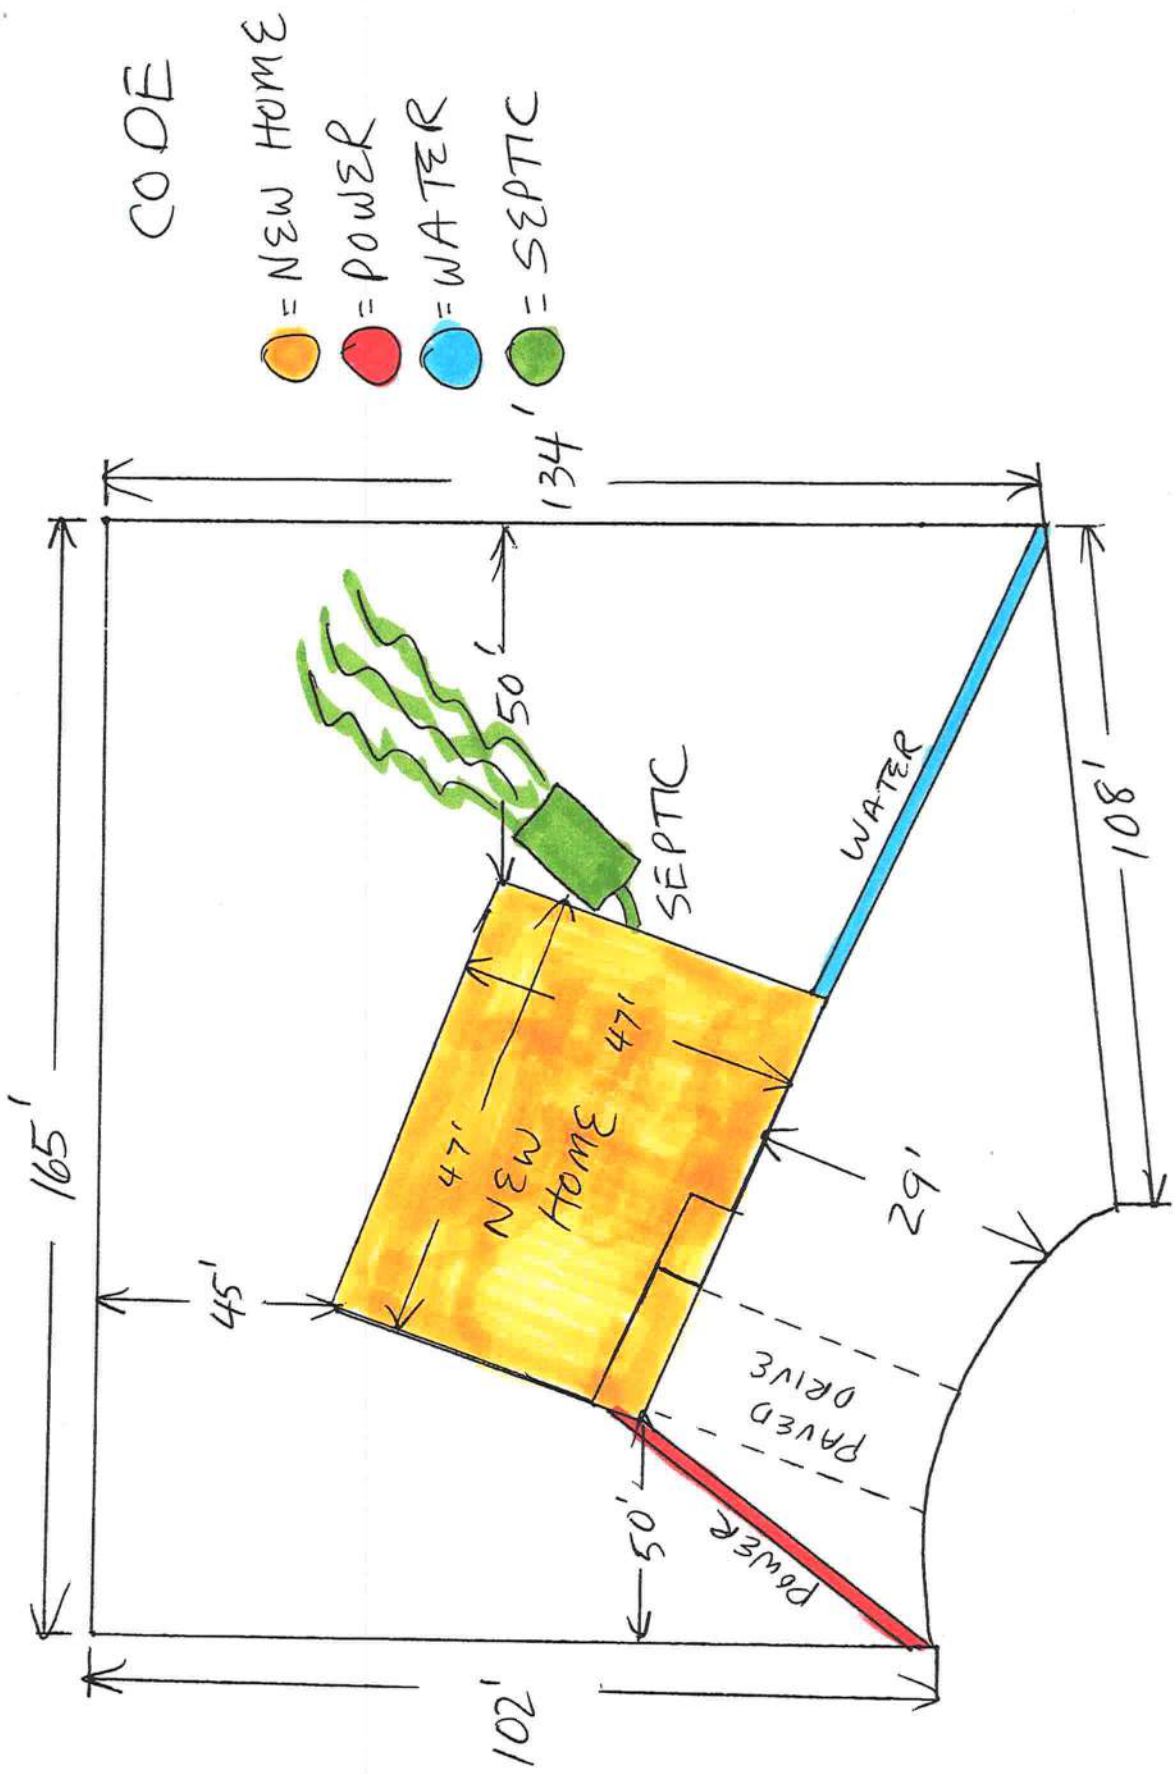 CODE
= NEW HOME
= POWER
= WATER
= SEPTIC
165'
134'
45'
50'
47'
NEW
HOME
47'
SEPTIC
WATER
50'
POWER
PAVED
DRIVE
29'
108'
102'